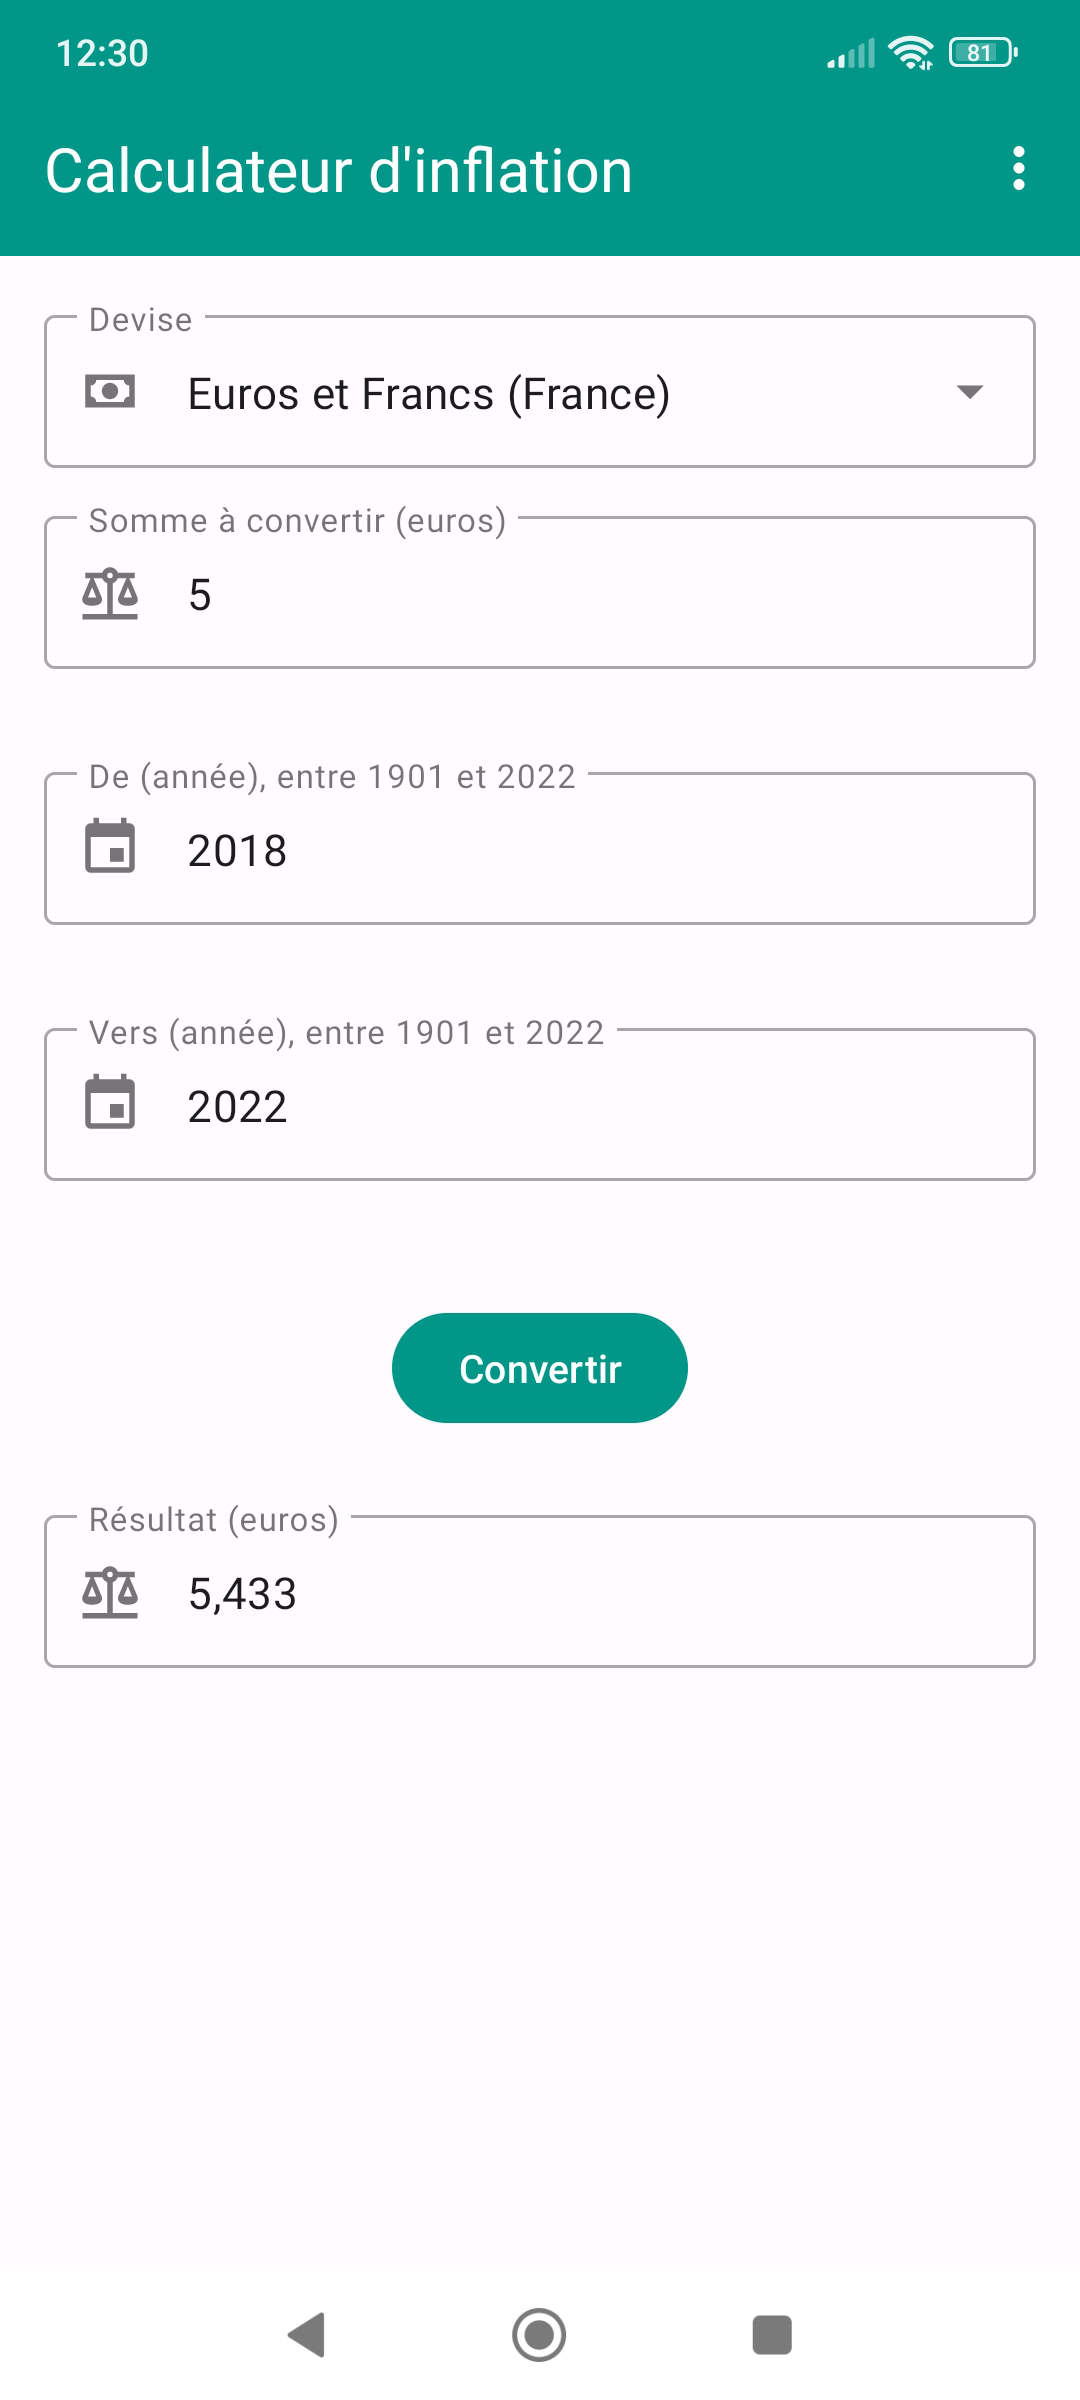 12:30
81
Calculateur d'inflation
Devise
Euros et Francs (France)
Somme à convertir (euros)
5
De (année), entre 1901 et 2022
2018
Vers (année), entre 1901 et 2022
2022
Convertir
Résultat (euros)
5,433